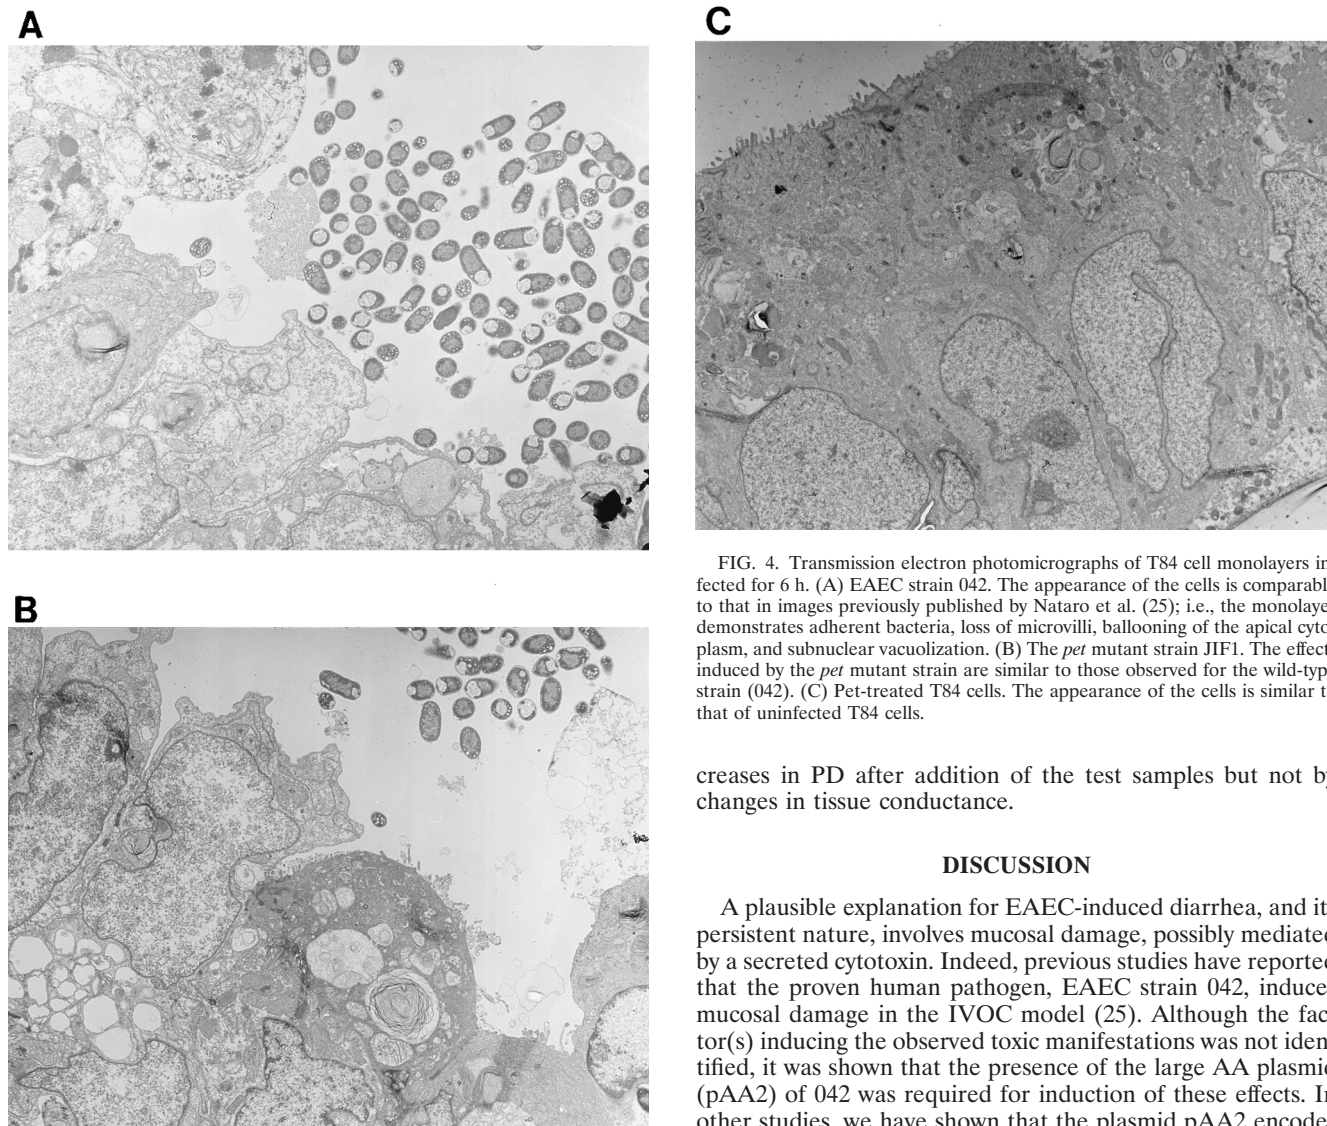 A
B
C
FIG. 4. Transmission electron photomicrographs of T84 cell monolayers in-
fected for 6 h. (A) EAEC strain 042. The appearance of the cells is comparabl
to that in images previously published by Nataro et al. (25); i.e., the monolaye
demonstrates adherent bacteria, loss of microvilli, ballooning of the apical cyto
plasm, and subnuclear vacuolization. (B) The pet mutant strain JIF1. The effect
induced by the pet mutant strain are similar to those observed for the wild-typ
strain (042). (C) Pet-treated T84 cells. The appearance of the cells is similar t
that of uninfected T84 cells.
creases in PD after addition of the test samples but not by
changes in tissue conductance.
DISCUSSION
A plausible explanation for EAEC-induced diarrhea, and it
persistent nature, involves mucosal damage, possibly mediated
by a secreted cytotoxin. Indeed, previous studies have reported
that the proven human pathogen, EAEC strain 042, induce
mucosal damage in the IVOC model (25). Although the fac
tor(s) inducing the observed toxic manifestations was not iden
tified, it was shown that the presence of the large AA plasmid
(pAA2) of 042 was required for induction of these effects. In
other studies, we have shown that the plasmid pAA2 encode